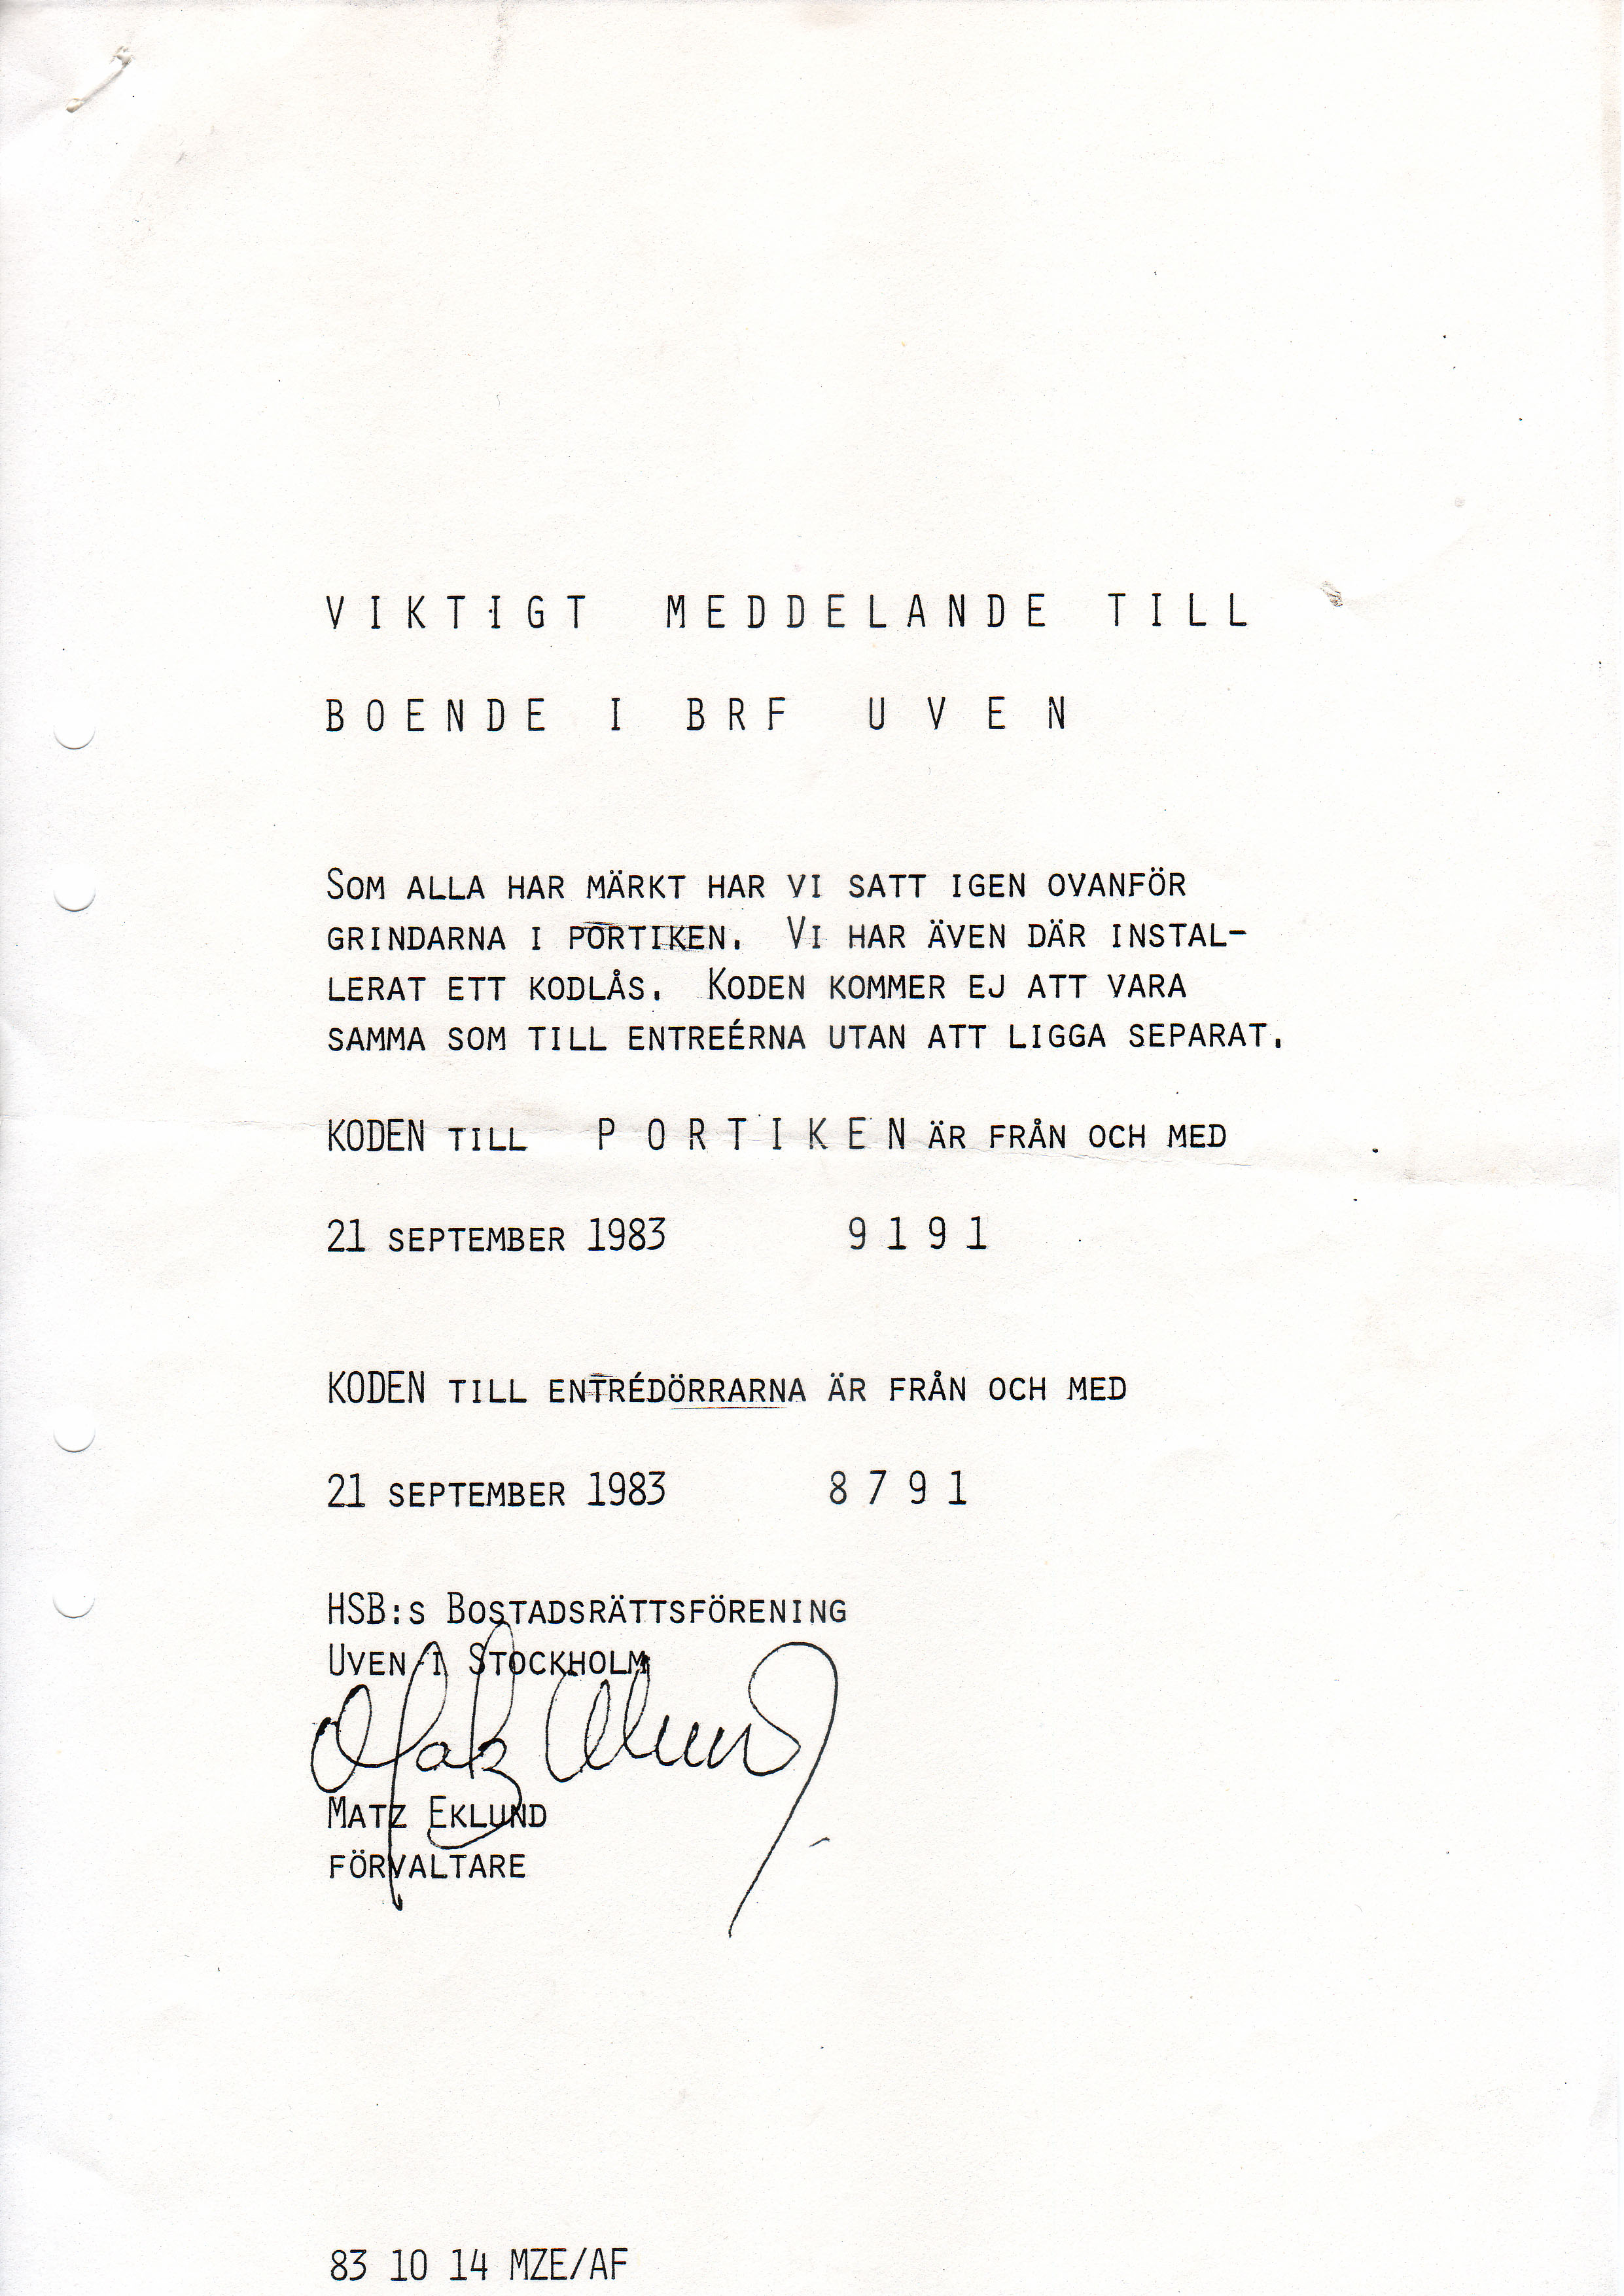 VIKTIGT MEDDELANDE TILL
BOENDE I BRF UVEN
SOM ALLA HAR MÄRKT HAR VI SATT IGEN OVANFÖR
GRINDARNA I PORTIKEN. VI HAR ÄVEN DÄR INSTAL-
LERAT ETT KODLÅS. KODEN KOMMER EJ ATT VARA
SAMMA SOM TILL ENTREÉRNA UTAN ATT LIGGA SEPARAT.
KODEN TILL PORTIKEN ÄR FRÅN OCH MED
21 SEPTEMBER 1983 9191
KODEN TILL ENTRÉDÖRRARNA ÄR FRÅN OCH MED
21 SEPTEMBER 1983 8791
HSB:S BOSTADSRÄTTSFÖRENING
UVEN I STOCKHOLM
Matz Eklund
MATZ EKLUND
FÖRVALTARE
83 10 14 MZE/AF